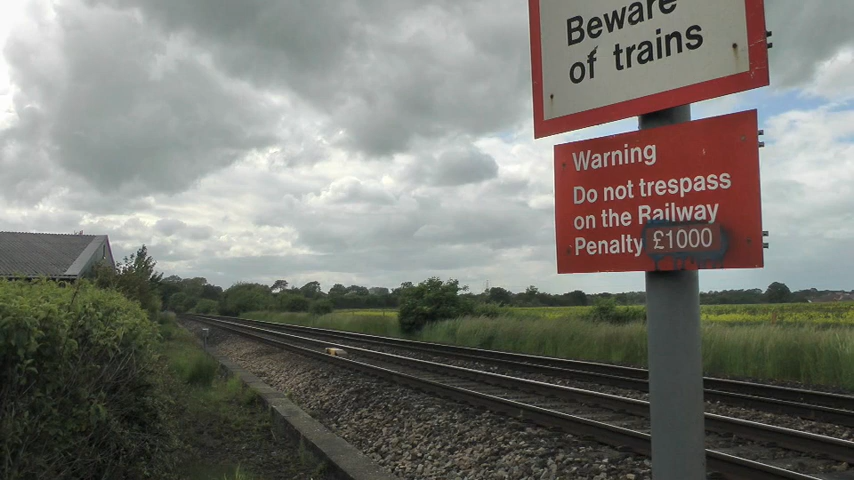 Beware
of trains
Warning
Do not trespass
on the Railway
Penalty £1000